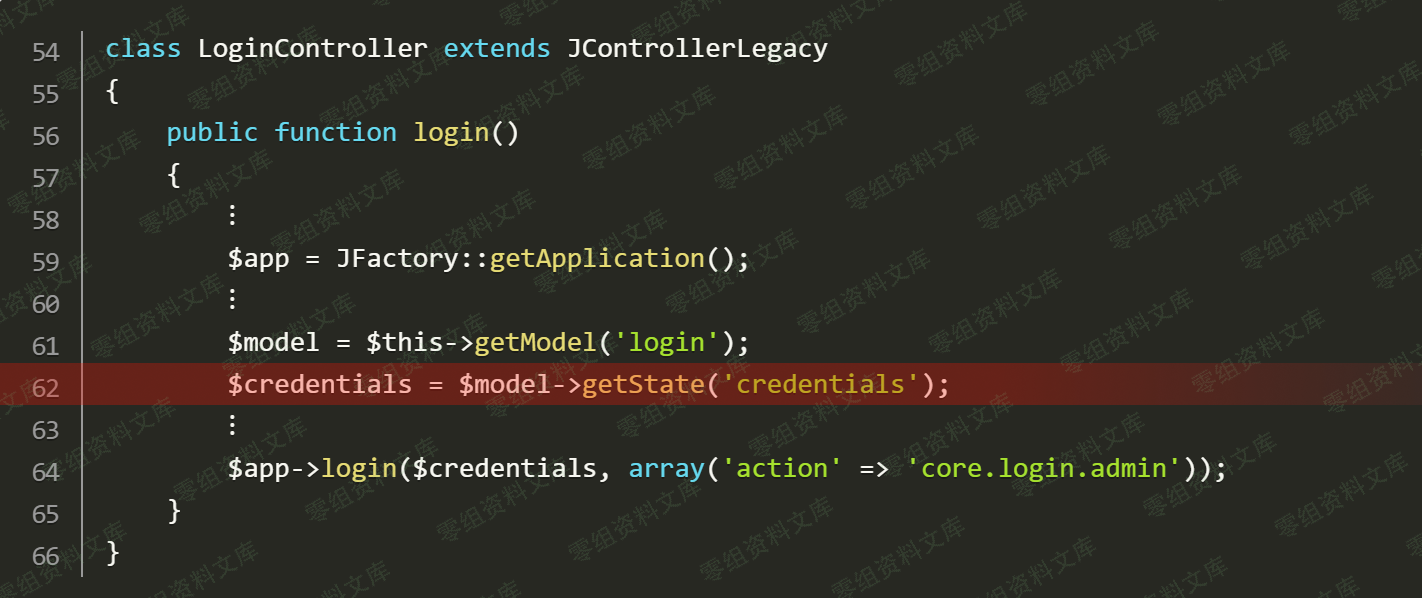 54 class LoginController extends JControllerLegacy
55 {
56 public function login()
57 {
58 ⋮
59 $app = JFactory::getApplication();
60 ⋮
61 $model = $this->getModel('login');
62 $credentials = $model->getState('credentials');
63 ⋮
64 $app->login($credentials, array('action' => 'core.login.admin'));
65 }
66 }
零组资料文库